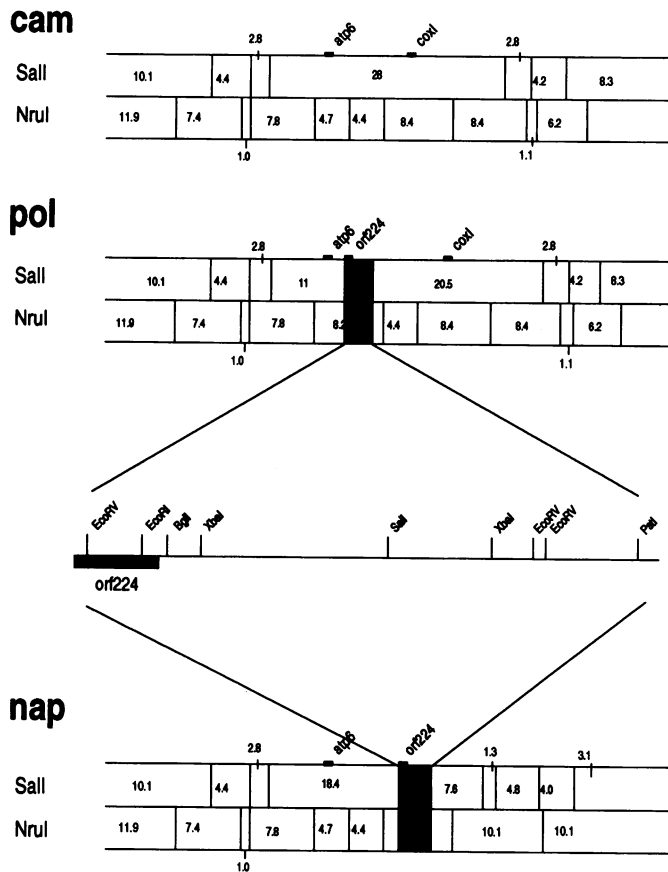 cam
2.8 atp6 coxI 2.8
SalI 10.1 4.4 28 4.2 8.3
NruI 11.9 7.4 7.8 4.7 4.4 8.4 8.4 6.2
1.0 1.1
pol
2.8 atp6 orf224 coxI 2.8
SalI 10.1 4.4 11 20.5 4.2 8.3
NruI 11.9 7.4 7.8 8.2 4.4 8.4 8.4 6.2
1.0 1.1
EcoRV EcoRI BglI XbaI SalI XbaI EcoRV EcoRV PstI
orf224
nap
2.8 atp6 orf224 1.3 3.1
SalI 10.1 4.4 18.4 7.6 4.8 4.0
NruI 11.9 7.4 7.8 4.7 4.4 10.1 10.1
1.0